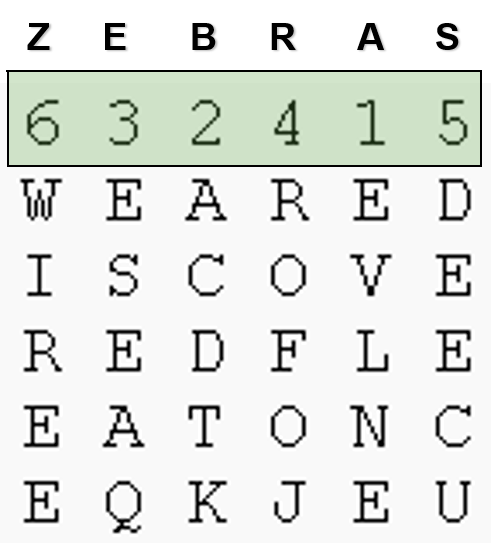 Z E B R A S
6 3 2 4 1 5
W E A R E D
I S C O V E
R E D F L E
E A T O N C
E Q K J E U